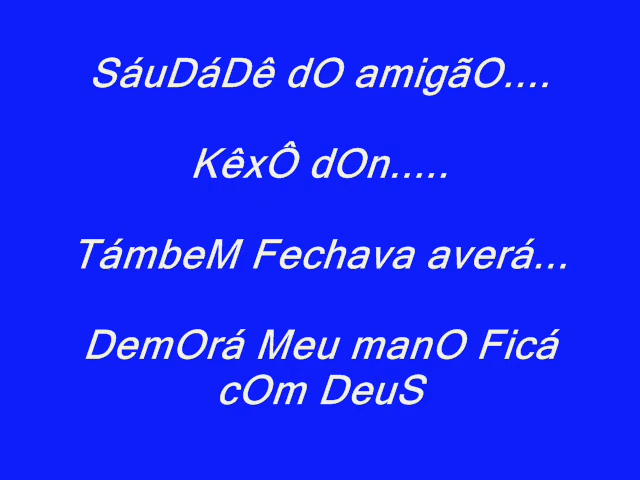 SáuDáDê dO amigãO....
KêxÔ dOn.....
TámbeM Fechava averá...
DemOrá Meu manO Ficá
cOm DeuS